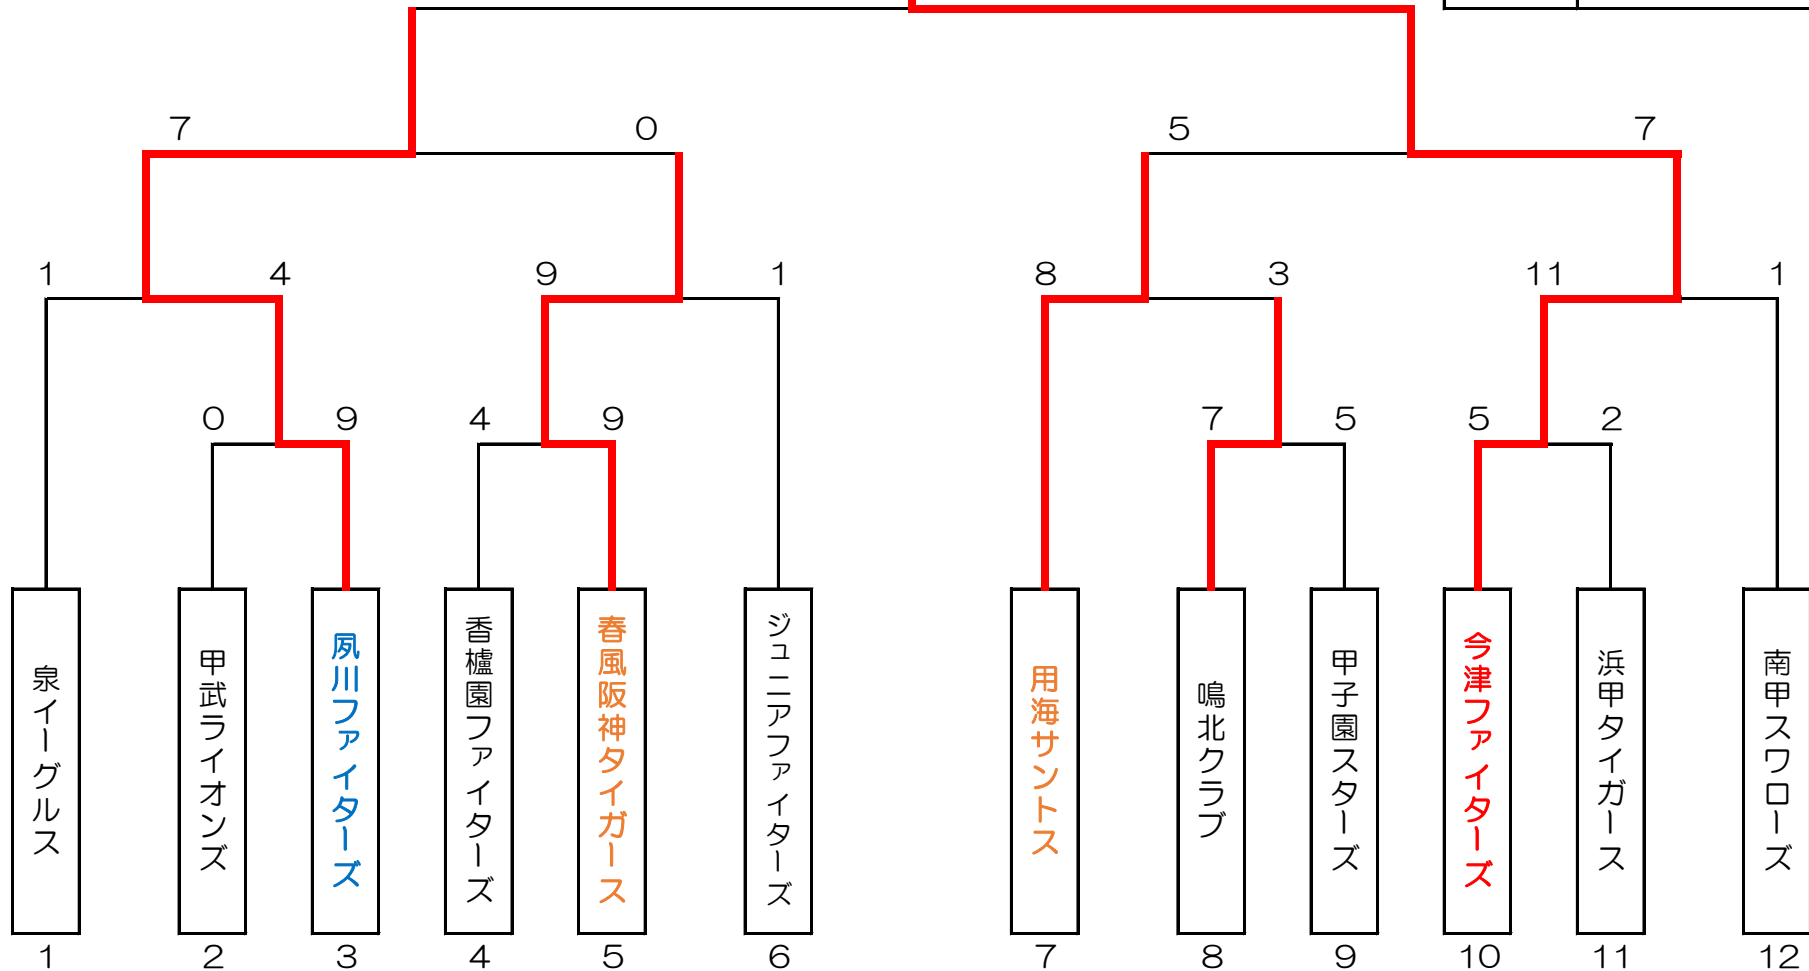 7 0 5 7
1 4 9 1 8 3 11 1
0 9 4 9 7 5 5 2
泉イーグルス
甲武ライオンズ
夙川ファイターズ
香櫨園ファイターズ
春風阪神タイガース
ジュニアファイターズ
用海サントス
鳴北クラブ
甲子園スターズ
今津ファイターズ
浜甲タイガース
南甲スワローズ
1 2 3 4 5 6 7 8 9 10 11 12